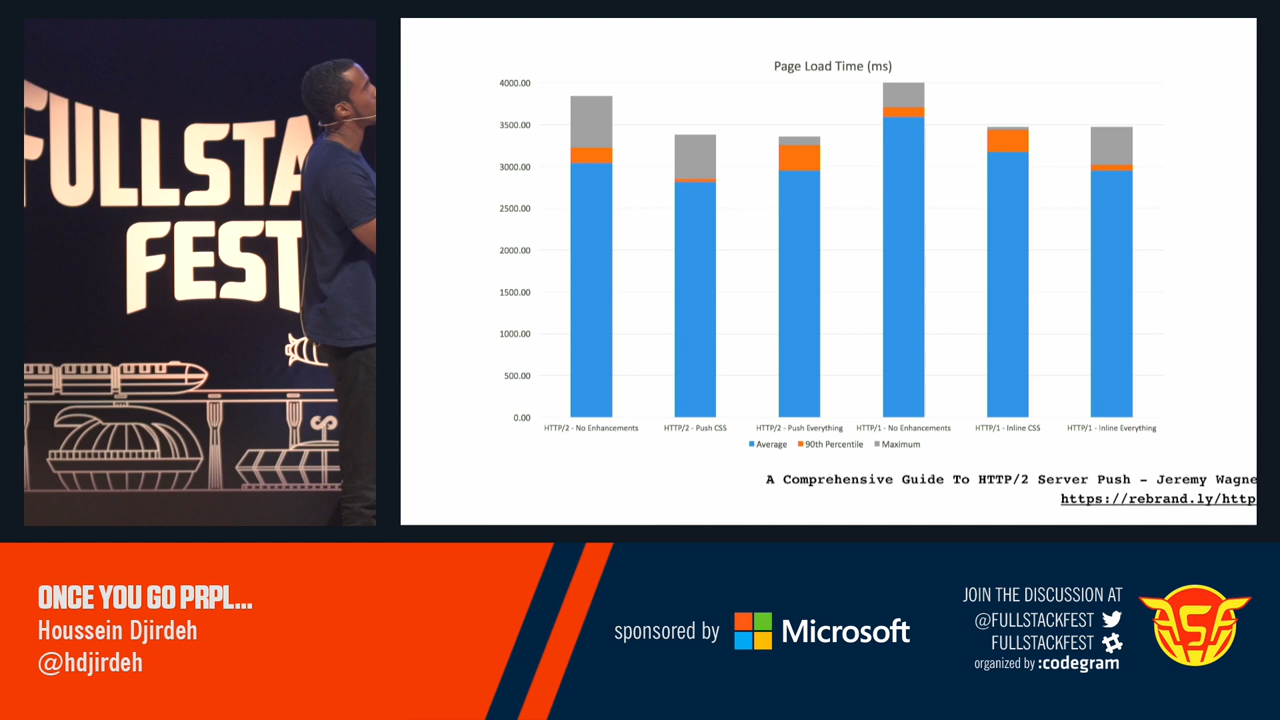 FULLSTA
FEST
Page Load Time (ms)
4000.00
3500.00
3000.00
2500.00
2000.00
1500.00
1000.00
500.00
0.00
HTTP/2 - No Enhancements
HTTP/2 - Push CSS
HTTP/2 - Push Everything
HTTP/1 - No Enhancements
HTTP/1 - Inline CSS
HTTP/1 - Inline Everything
Average
90th Percentile
Maximum
A Comprehensive Guide To HTTP/2 Server Push – Jeremy Wagne
https://rebrand.ly/http
ONCE YOU GO PRPL...
Houssein Djirdeh
@hdjirdeh
sponsored by Microsoft
JOIN THE DISCUSSION AT
@FULLSTACKFEST
FULLSTACKFEST
organized by :codegram
FSF